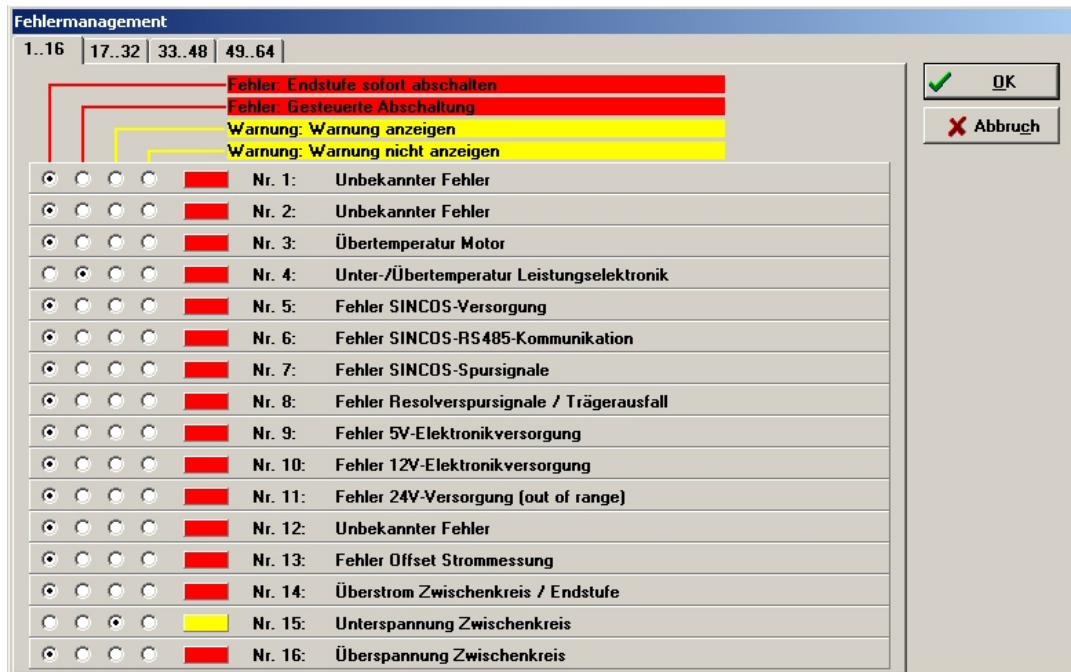 Fehlermanagement
1..16 17..32 33..48 49..64
Fehler: Endstufe sofort abschalten
Fehler: Gesteuerte Abschaltung
Warnung: Warnung anzeigen
Warnung: Warnung nicht anzeigen
OK
Abbruch
Nr. 1: Unbekannter Fehler
Nr. 2: Unbekannter Fehler
Nr. 3: Übertemperatur Motor
Nr. 4: Unter-/Übertemperatur Leistungselektronik
Nr. 5: Fehler SINCOS-Versorgung
Nr. 6: Fehler SINCOS-RS485-Kommunikation
Nr. 7: Fehler SINCOS-Spursignale
Nr. 8: Fehler Resolverspursignale / Trägerausfall
Nr. 9: Fehler 5V-Elektronikversorgung
Nr. 10: Fehler 12V-Elektronikversorgung
Nr. 11: Fehler 24V-Versorgung (out of range)
Nr. 12: Unbekannter Fehler
Nr. 13: Fehler Offset Strommessung
Nr. 14: Überstrom Zwischenkreis / Endstufe
Nr. 15: Unterspannung Zwischenkreis
Nr. 16: Überspannung Zwischenkreis